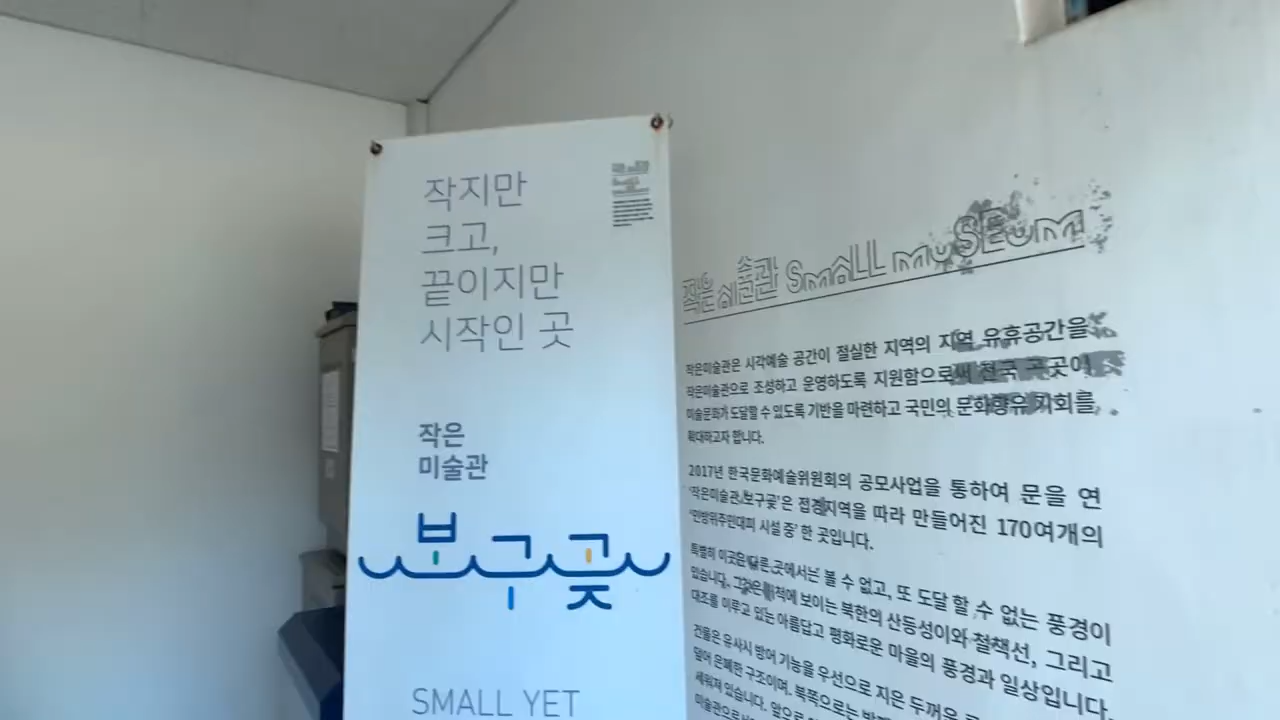 작지만
크고,
끝이지만
시작인 곳
작은
미술관
보구곶
SMALL YET
작은미술관 SMALL MUSEUM
작은미술관은 시각예술 공간이 절실한 지역의 지역 유휴공간을
작은미술관으로 조성하고 운영하도록 지원함으로써 전국 곳곳이
미술문화가 도달할 수 있도록 기반을 마련하고 국민의 문화향유 기회를
확대하고자 합니다.
2017년 한국문화예술위원회의 공모사업을 통하여 문을 연
'작은미술관 보구곶'은 접경지역을 따라 만들어진 170여개의
'민방위주민대피 시설 중' 한 곳입니다.
특별히 이곳은 다른 곳에서는 볼 수 없고, 또 도달 할 수 없는 풍경이
있습니다. 그것은 지척에 보이는 북한의 산등성이와 철책선, 그리고
대조를 이루고 있는 아름답고 평화로운 마을의 풍경과 일상입니다.
건물은 유사시 방어 기능을 우선으로 지은 두꺼운
덮어 은폐한 구조이며, 북쪽으로는
세워져 있습니다. 앞으로